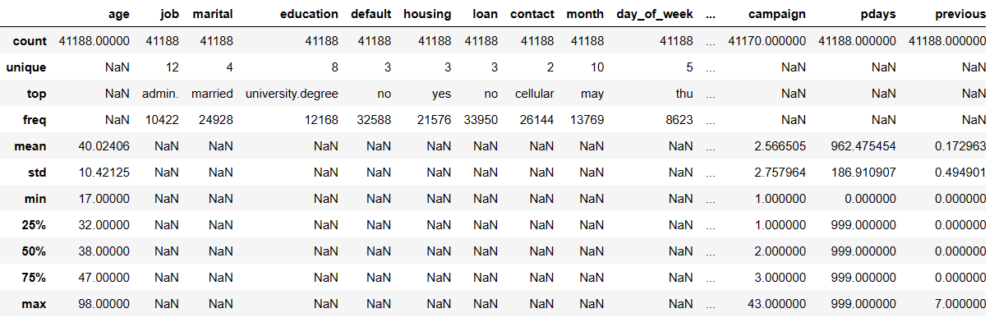 age job marital education default housing loan contact month day_of_week ... campaign pdays previous
count 41188.00000 41188 41188 41188 41188 41188 41188 41188 41188 41188 ... 41170.000000 41188.000000 41188.000000
unique NaN 12 4 8 3 3 3 2 10 5 ... NaN NaN NaN
top NaN admin. married university.degree no yes no cellular may thu ... NaN NaN NaN
freq NaN 10422 24928 12168 32588 21576 33950 26144 13769 8623 ... NaN NaN NaN
mean 40.02406 NaN NaN NaN NaN NaN NaN NaN NaN NaN ... 2.566505 962.475454 0.172963
std 10.42125 NaN NaN NaN NaN NaN NaN NaN NaN NaN ... 2.757964 186.910907 0.494901
min 17.00000 NaN NaN NaN NaN NaN NaN NaN NaN NaN ... 1.000000 0.000000 0.000000
25% 32.00000 NaN NaN NaN NaN NaN NaN NaN NaN NaN ... 1.000000 999.000000 0.000000
50% 38.00000 NaN NaN NaN NaN NaN NaN NaN NaN NaN ... 2.000000 999.000000 0.000000
75% 47.00000 NaN NaN NaN NaN NaN NaN NaN NaN NaN ... 3.000000 999.000000 0.000000
max 98.00000 NaN NaN NaN NaN NaN NaN NaN NaN NaN ... 43.000000 999.000000 7.000000